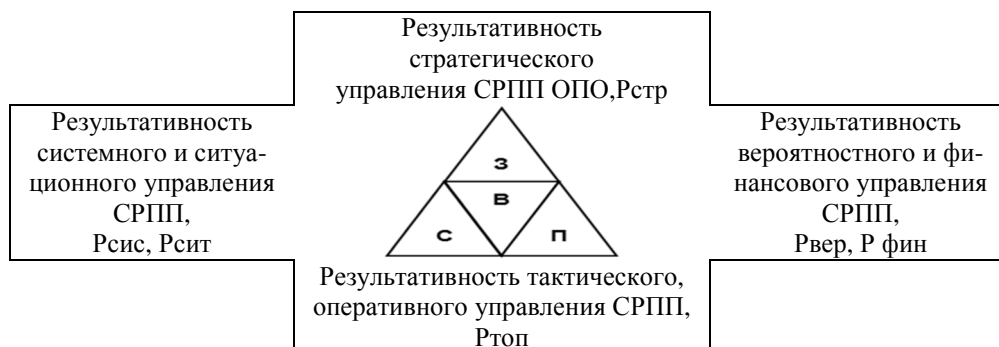 Результативность
стратегического
управления СРПП ОПО,Рстр
Результативность
системного и ситуа-
ционного управления
СРПП,
Рсис, Рсит
З
В
С
П
Результативность
вероятностного и фи-
нансового управления
СРПП,
Рвер, Р фин
Результативность тактического,
оперативного управления СРПП,
Ртоп